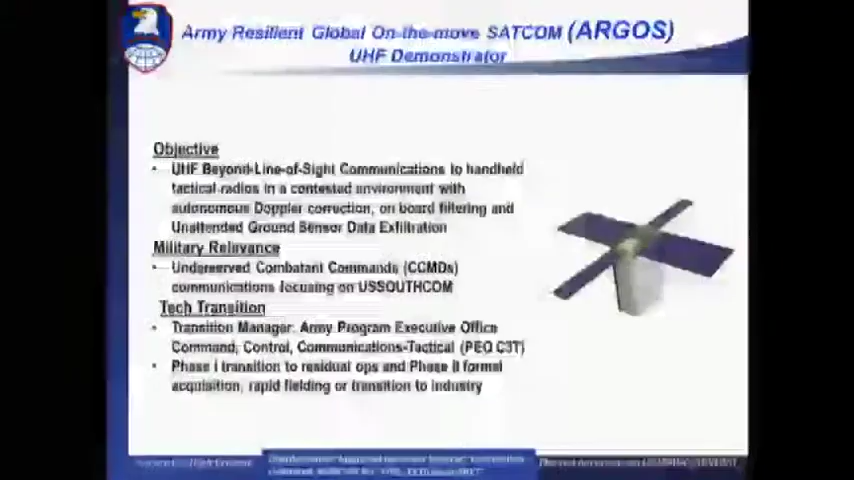 Army Resilient Global On-the-move SATCOM (ARGOS)
UHF Demonstrator
Objective
• UHF Beyond-Line-of-Sight Communications to handheld
tactical radios in a contested environment with
autonomous Doppler correction, on board filtering and
Unattended Ground Sensor Data Exfiltration
Military Relevance
• Underserved Combatant Commands (CCMDs)
communications focusing on USSOUTHCOM
Tech Transition
• Transition Manager: Army Program Executive Office
Command, Control, Communications-Tactical (PEO C3T)
• Phase I transition to residual ops and Phase II formal
acquisition, rapid fielding or transition to industry